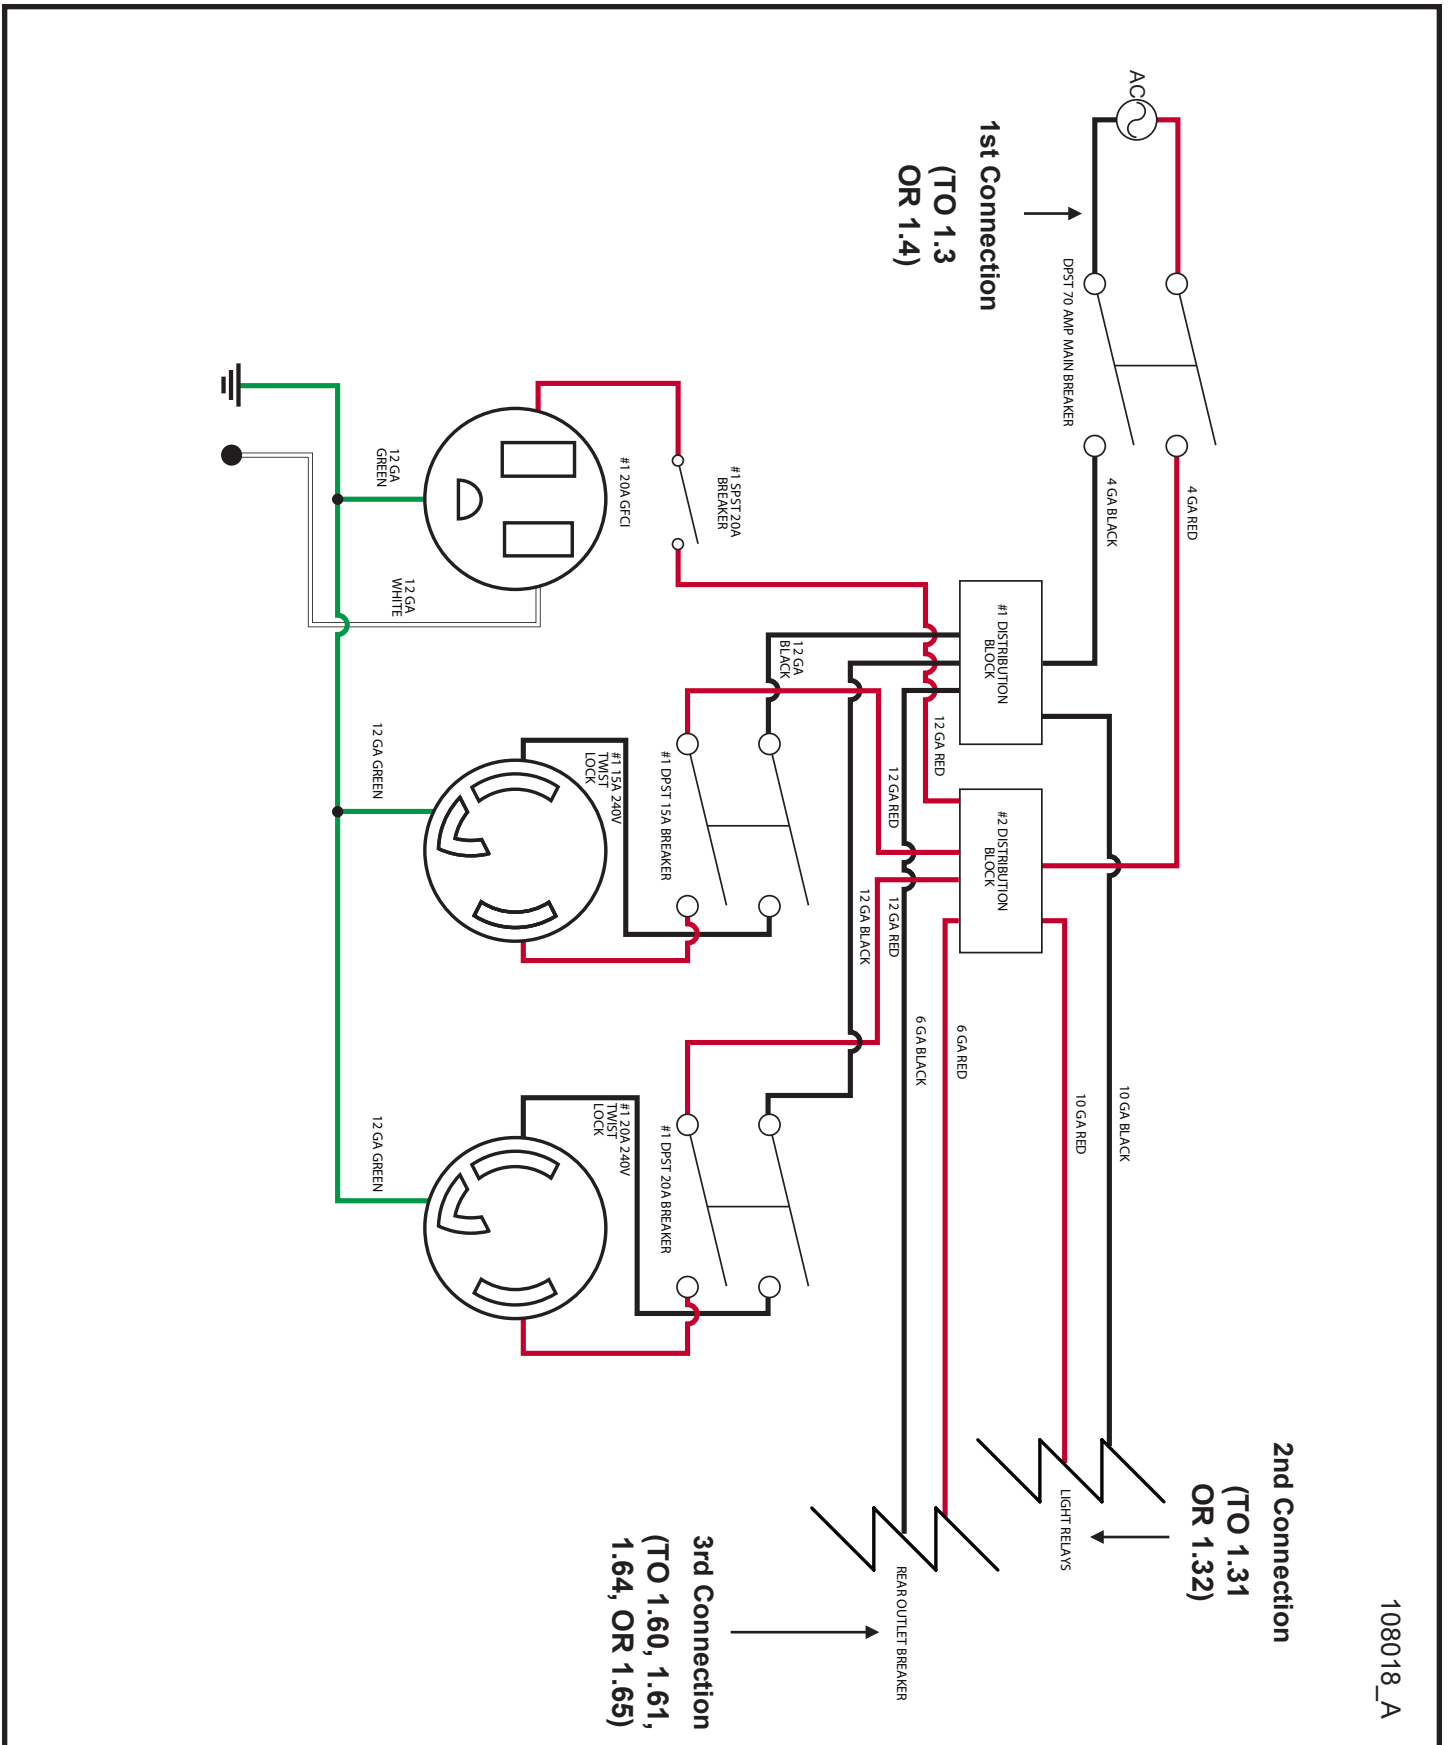 108018_A
AC
1st Connection
(TO 1.3
OR 1.4)
DPST 70 AMP MAIN BREAKER
4 GA RED
4 GA BLACK
2nd Connection
(TO 1.31
OR 1.32)
LIGHT RELAYS
10 GA BLACK
10 GA RED
#1 DISTRIBUTION
BLOCK
#2 DISTRIBUTION
BLOCK
6 GA RED
6 GA BLACK
REAR OUTLET BREAKER
3rd Connection
(TO 1.60, 1.61,
1.64, OR 1.65)
12 GA RED
12 GA RED
12 GA RED
12 GA BLACK
12 GA
BLACK
#1 SPST 20A
BREAKER
#1 DPST 15A BREAKER
#1 DPST 20A BREAKER
#1 20A GFCI
#1 15A 240V
TWIST
LOCK
#1 20A 240V
TWIST
LOCK
12 GA
GREEN
12 GA
WHITE
12 GA GREEN
12 GA GREEN